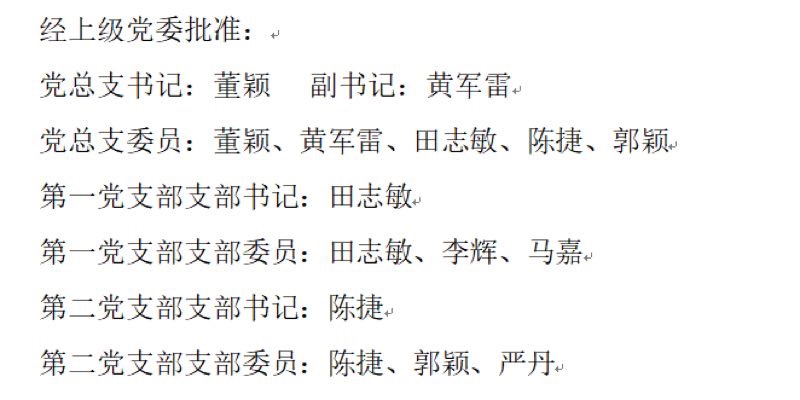 经上级党委批准：
党总支书记：董颖 副书记：黄军雷
党总支委员：董颖、黄军雷、田志敏、陈捷、郭颖
第一党支部支部书记：田志敏
第一党支部支部委员：田志敏、李辉、马嘉
第二党支部支部书记：陈捷
第二党支部支部委员：陈捷、郭颖、严丹